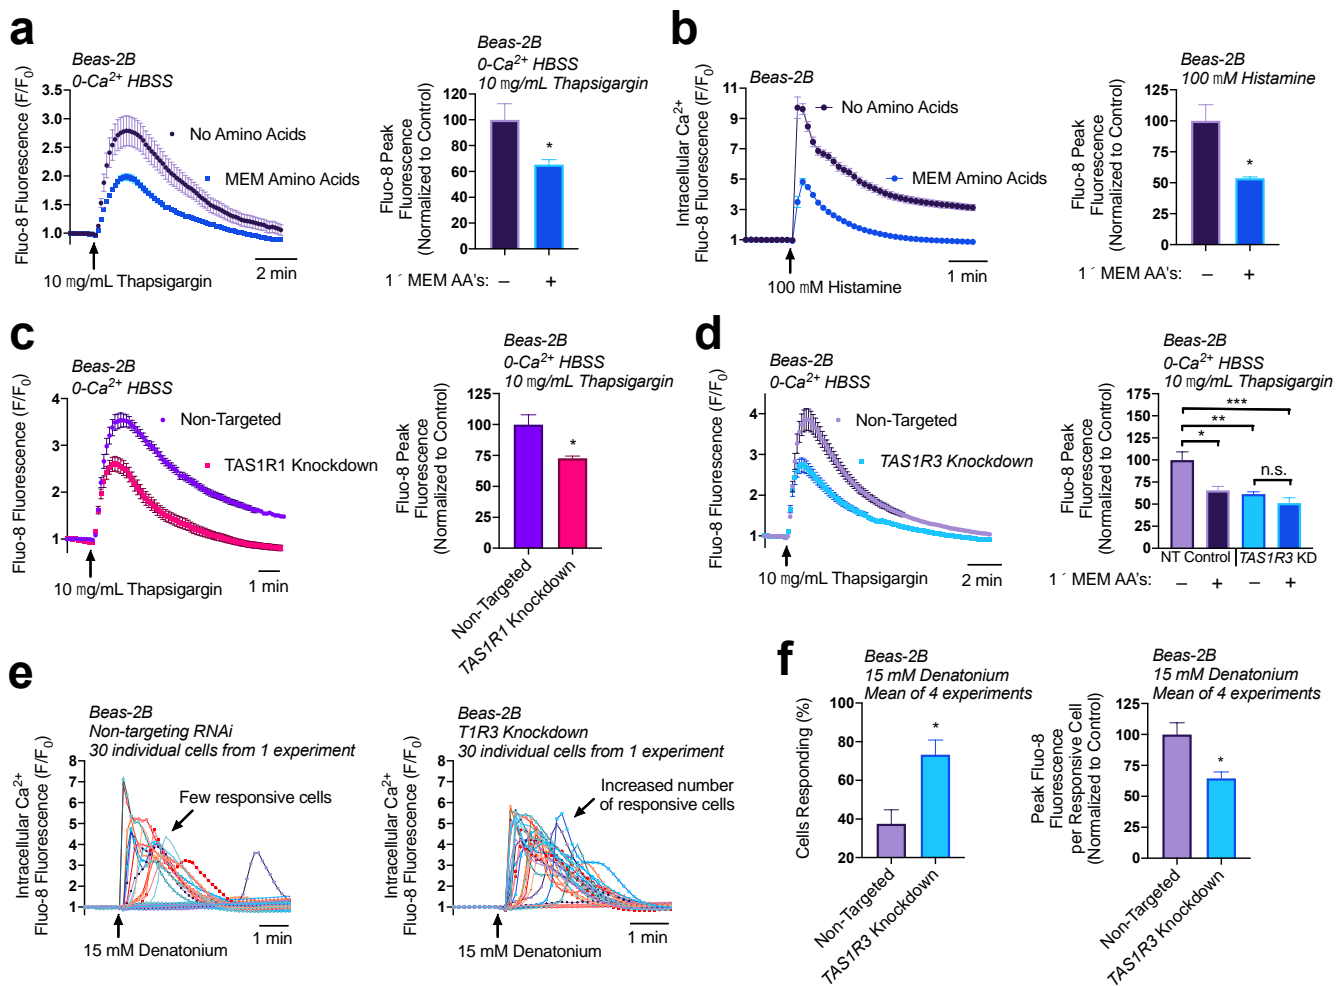 a
Beas-2B
0-Ca2+ HBSS
Fluo-8 Fluorescence (F/F0)
3.5
3.0
2.5
2.0
1.5
1.0
No Amino Acids
MEM Amino Acids
10 mg/mL Thapsigargin
2 min
Beas-2B
0-Ca2+ HBSS
10 mg/mL Thapsigargin
Fluo-8 Peak
Fluorescence
(Normalized to Control)
120
100
80
60
40
20
0
*
1 ´ MEM AA's: – +
b
Beas-2B
Intracellular Ca2+
Fluo-8 Fluorescence (F/F0)
11
9
7
5
3
1
No Amino Acids
MEM Amino Acids
100 mM Histamine
1 min
Beas-2B
100 mM Histamine
Fluo-8 Peak
Fluorescence
(Normalized to Control)
125
100
75
50
25
0
*
1 ´ MEM AA's: – +
c
Beas-2B
0-Ca2+ HBSS
Fluo-8 Fluorescence (F/F0)
4
3
2
1
Non-Targeted
TAS1R1 Knockdown
10 mg/mL Thapsigargin
1 min
Beas-2B
0-Ca2+ HBSS
10 mg/mL Thapsigargin
Fluo-8 Peak
Fluorescence
(Normalized to Control)
125
100
75
50
25
0
*
Non-Targeted
TAS1R1 Knockdown
d
Beas-2B
0-Ca2+ HBSS
Fluo-8 Fluorescence (F/F0)
4
3
2
1
Non-Targeted
TAS1R3 Knockdown
10 mg/mL Thapsigargin
2 min
Beas-2B
0-Ca2+ HBSS
10 mg/mL Thapsigargin
Fluo-8 Peak
Fluorescence
(Normalized to Control)
175
150
125
100
75
50
25
0
***
**
*
n.s.
NT Control TAS1R3 KD
1 ´ MEM AA's: – + – +
e
Beas-2B
Non-targeting RNAi
30 individual cells from 1 experiment
Intracellular Ca2+
Fluo-8 Fluorescence (F/F0)
8
7
6
5
4
3
2
1
Few responsive cells
15 mM Denatonium
1 min
Beas-2B
T1R3 Knockdown
30 individual cells from 1 experiment
Intracellular Ca2+
Fluo-8 Fluorescence (F/F0)
8
7
6
5
4
3
2
1
Increased number
of responsive cells
15 mM Denatonium
1 min
f
Beas-2B
15 mM Denatonium
Mean of 4 experiments
Cells Responding (%)
100
80
60
40
20
*
Non-Targeted
TAS1R3 Knockdown
Beas-2B
15 mM Denatonium
Mean of 4 experiments
Peak Fluo-8
Fluorescence
per Responsive Cell
(Normalized to Control)
125
100
75
50
25
0
*
Non-Targeted
TAS1R3 Knockdown